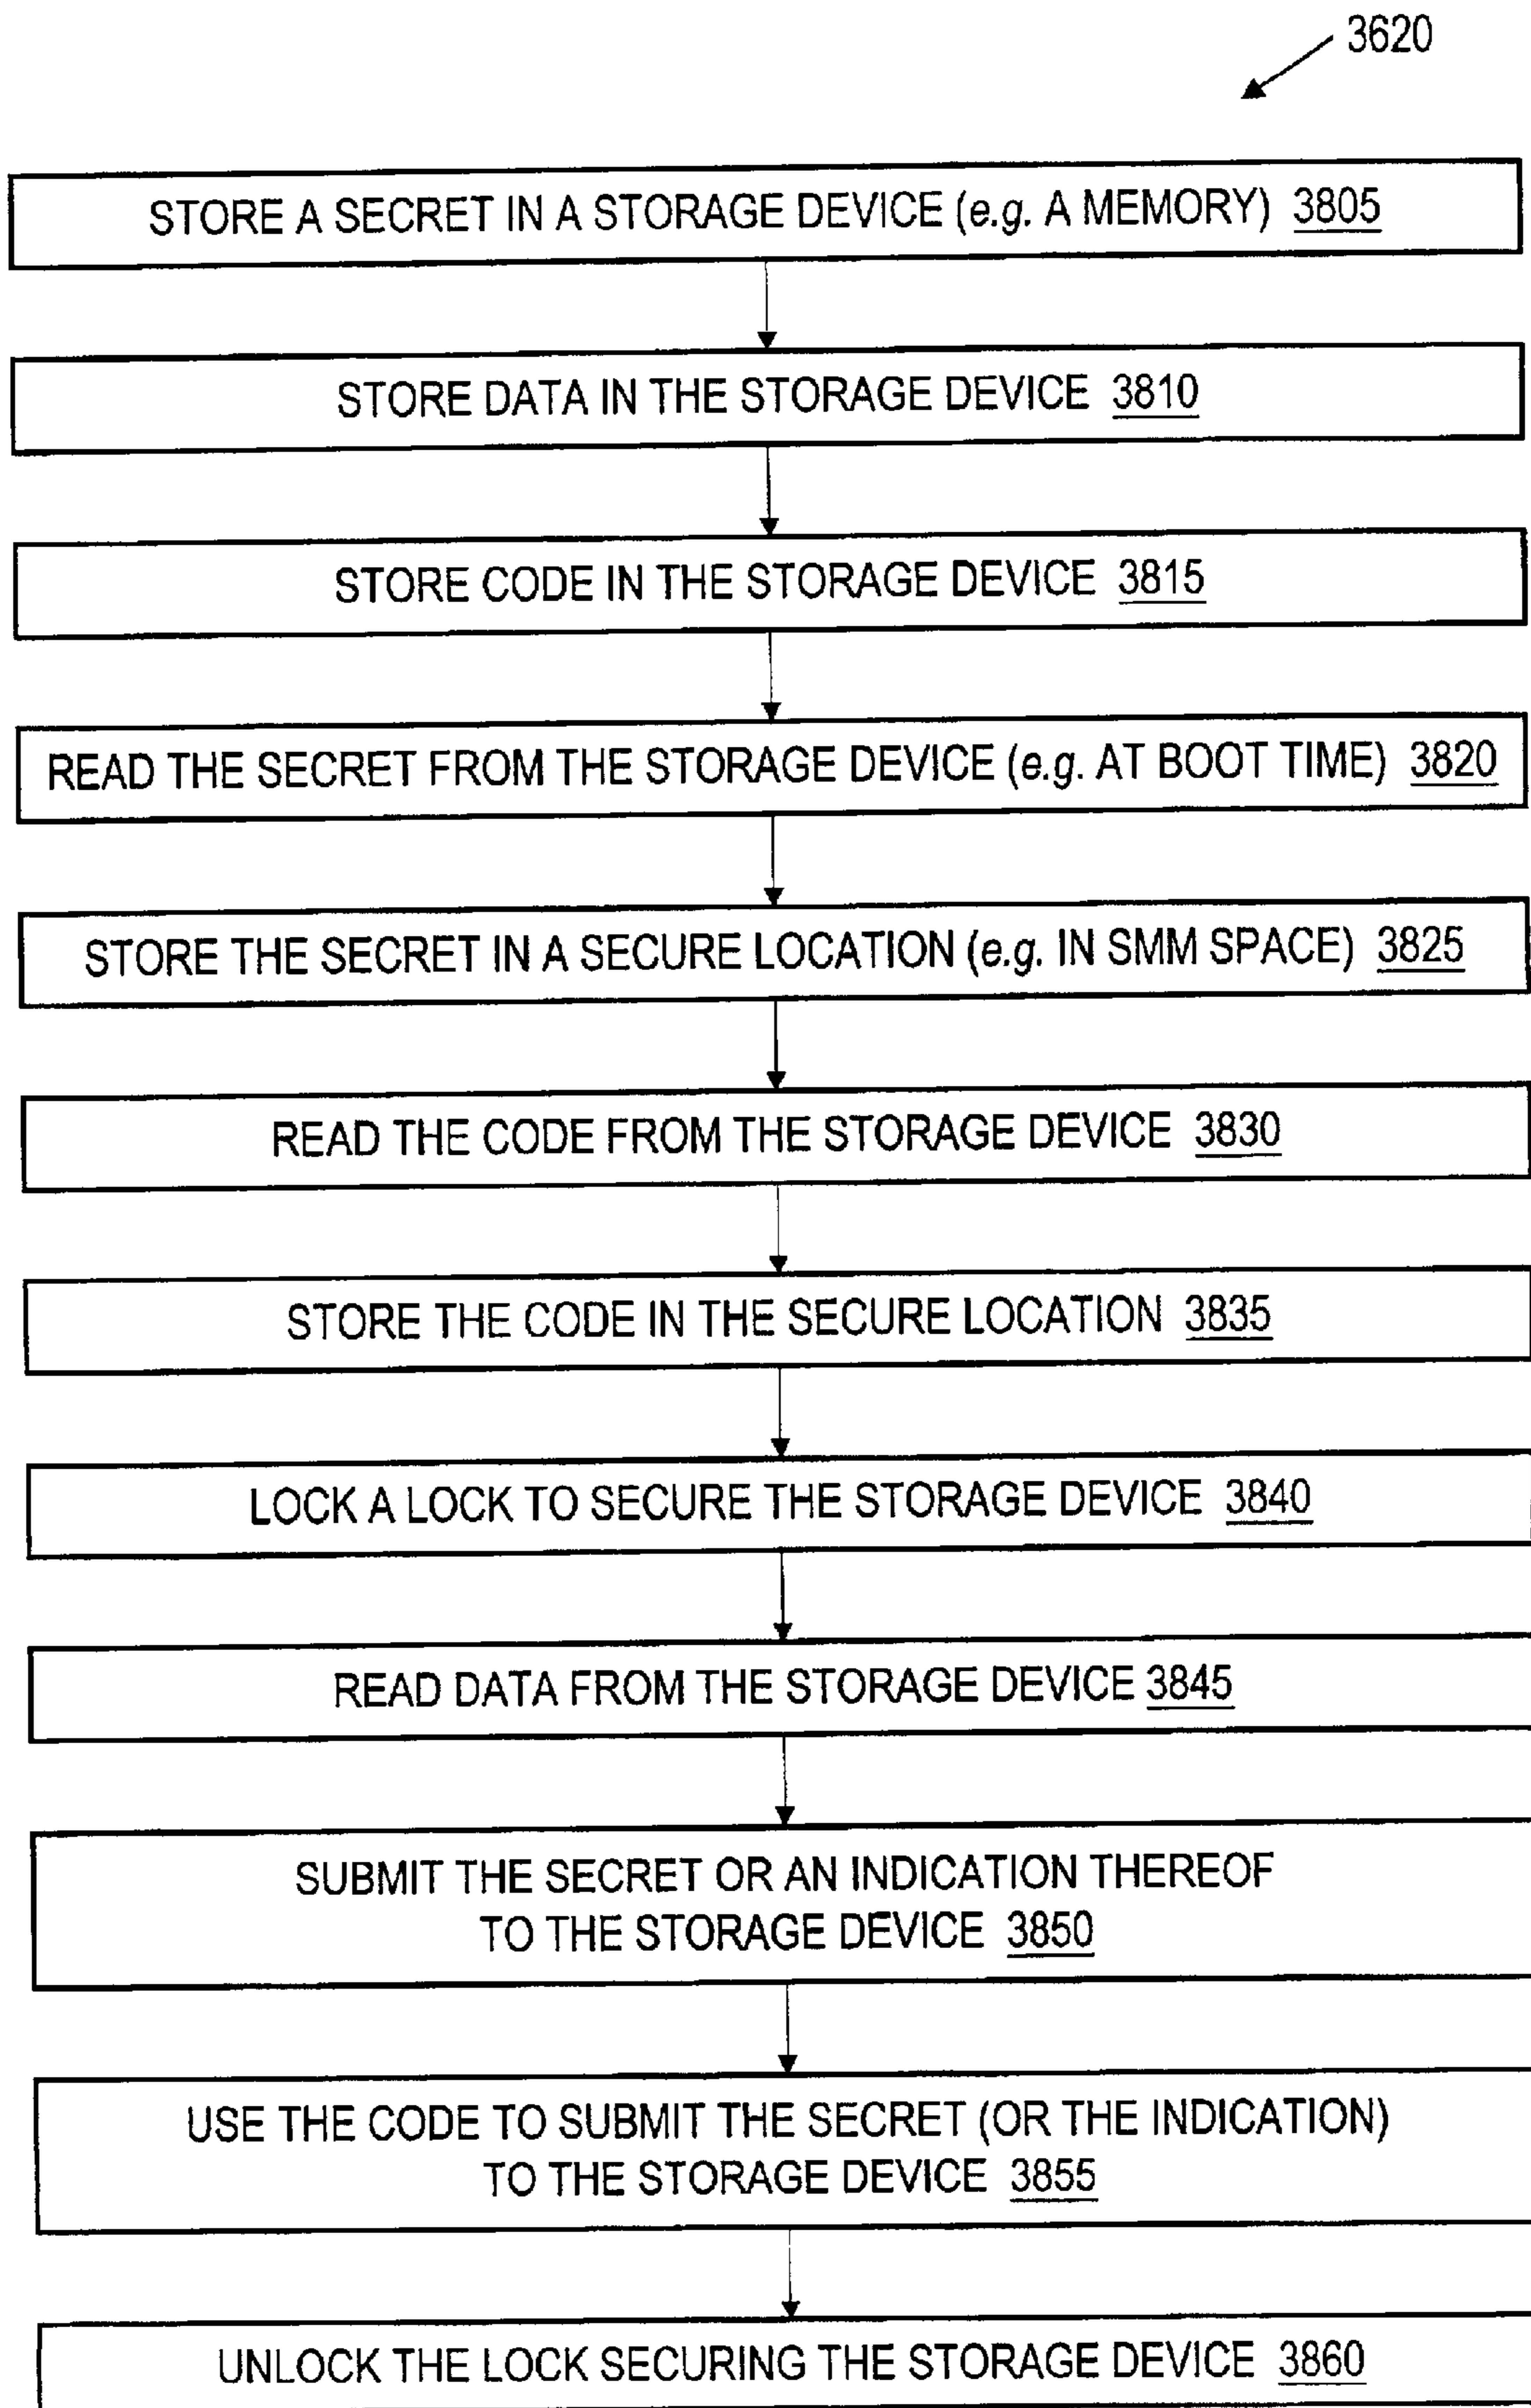 3620
STORE A SECRET IN A STORAGE DEVICE (e.g. A MEMORY) 3805
STORE DATA IN THE STORAGE DEVICE 3810
STORE CODE IN THE STORAGE DEVICE 3815
READ THE SECRET FROM THE STORAGE DEVICE (e.g. AT BOOT TIME) 3820
STORE THE SECRET IN A SECURE LOCATION (e.g. IN SMM SPACE) 3825
READ THE CODE FROM THE STORAGE DEVICE 3830
STORE THE CODE IN THE SECURE LOCATION 3835
LOCK A LOCK TO SECURE THE STORAGE DEVICE 3840
READ DATA FROM THE STORAGE DEVICE 3845
SUBMIT THE SECRET OR AN INDICATION THEREOF
TO THE STORAGE DEVICE 3850
USE THE CODE TO SUBMIT THE SECRET (OR THE INDICATION)
TO THE STORAGE DEVICE 3855
UNLOCK THE LOCK SECURING THE STORAGE DEVICE 3860